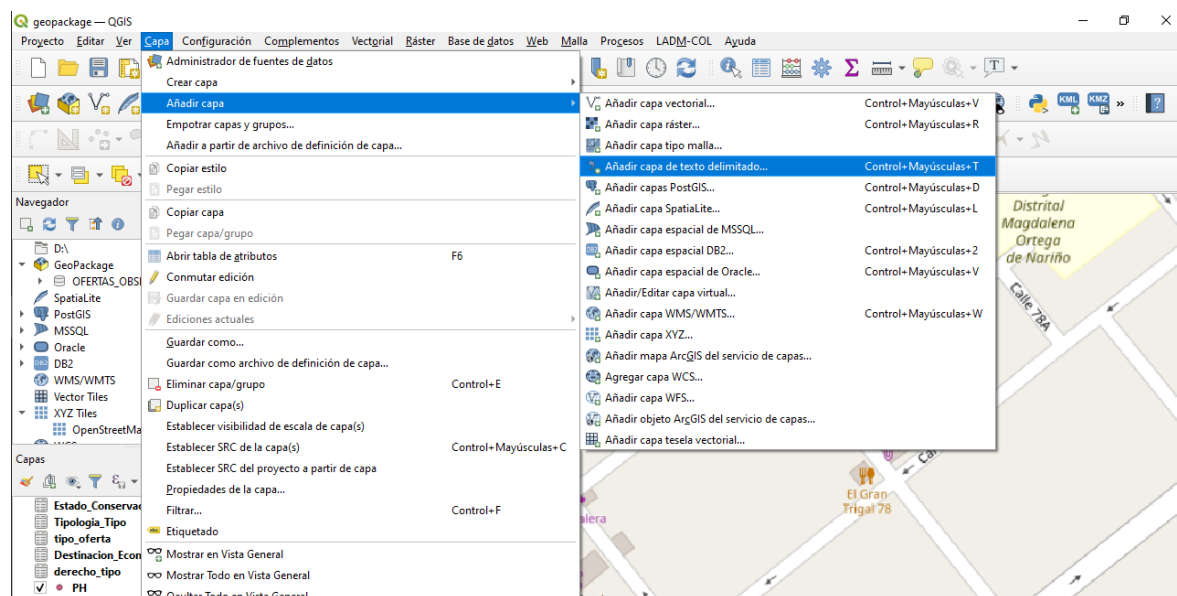 geopackage — QGIS
Proyecto Editar Ver Capa Configuración Complementos Vectorial Ráster Base de datos Web Malla Procesos LADM-COL Ayuda
Administrador de fuentes de datos
Crear capa
Añadir capa
Empotrar capas y grupos...
Añadir a partir de archivo de definición de capa...
Copiar estilo
Pegar estilo
Copiar capa
Pegar capa/grupo
Abrir tabla de atributos F6
Conmutar edición
Guardar capa en edición
Ediciones actuales
Guardar como...
Guardar como archivo de definición de capa...
Eliminar capa/grupo Control+E
Duplicar capa(s)
Establecer visibilidad de escala de capa(s)
Establecer SRC de la capa(s) Control+Mayúsculas+C
Establecer SRC del proyecto a partir de capa
Propiedades de la capa...
Filtrar... Control+F
Etiquetado
Mostrar en Vista General
Mostrar Todo en Vista General
Ocultar Todo en Vista General
Añadir capa vectorial... Control+Mayúsculas+V
Añadir capa ráster... Control+Mayúsculas+R
Añadir capa tipo malla...
Añadir capa de texto delimitado... Control+Mayúsculas+T
Añadir capas PostGIS... Control+Mayúsculas+D
Añadir capa SpatiaLite... Control+Mayúsculas+L
Añadir capa espacial de MSSQL...
Añadir capa espacial DB2... Control+Mayúsculas+2
Añadir capa espacial de Oracle... Control+Mayúsculas+V
Añadir/Editar capa virtual...
Añadir capa WMS/WMTS... Control+Mayúsculas+W
Añadir capa XYZ...
Añadir mapa ArcGIS del servicio de capas...
Agregar capa WCS...
Añadir capa WFS...
Añadir objeto ArcGIS del servicio de capas...
Añadir capa tesela vectorial...
KML KMZ »
Navegador
D:\
GeoPackage
OFERTAS_OBSI
SpatiaLite
PostGIS
MSSQL
Oracle
DB2
WMS/WMTS
Vector Tiles
XYZ Tiles
OpenStreetMa
Capas
Estado_Conservac
Tipologia_Tipo
tipo_oferta
Destinacion_Econ
derecho_tipo
PH
Distrital
Magdalena
Ortega
de Nariño
Calle 78A
El Gran
Trigal 78